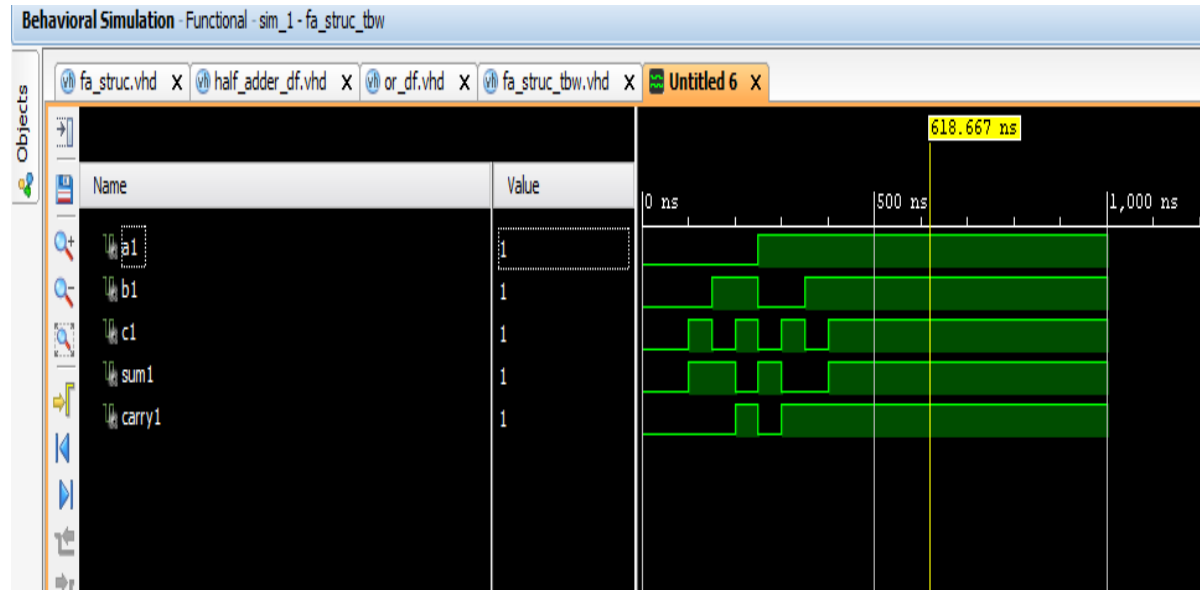 Behavioral Simulation - Functional - sim_1 - fa_struc_tbw
Objects
fa_struc.vhd X half_adder_df.vhd X or_df.vhd X fa_struc_tbw.vhd X Untitled 6 X
618.667 ns
Name Value
0 ns 500 ns 1,000 ns
a1 1
b1 1
c1 1
sum1 1
carry1 1